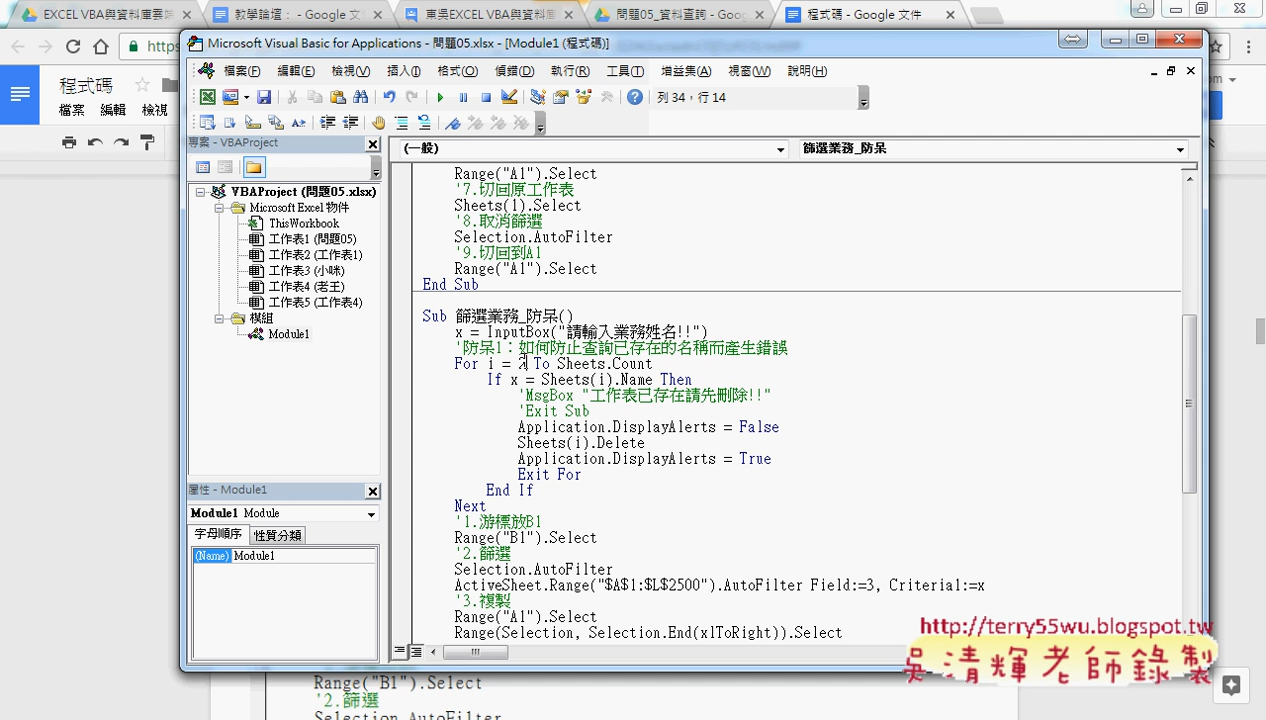 EXCEL VBA與資料庫雲端
教學論壇： - Google 文
東吳EXCEL VBA與資料庫
問題05_資料查詢 - Goog
程式碼 - Google 文件
https
程式碼
檔案 編輯 檢視
Microsoft Visual Basic for Applications - 問題05.xlsx - [Module1 (程式碼)]
檔案(F) 編輯(E) 檢視(V) 插入(I) 格式(O) 偵錯(D) 執行(R) 工具(T) 增益集(A) 視窗(W) 說明(H)
列 34，行 14
專案 - VBAProject
VBAProject (問題05.xlsx)
Microsoft Excel 物件
ThisWorkbook
工作表1 (問題05)
工作表2 (工作表1)
工作表3 (小咪)
工作表4 (老王)
工作表5 (工作表4)
模組
Module1
屬性 - Module1
Module1 Module
字母順序 性質分類
(Name) Module1
(一般) 篩選業務_防呆
Range("A1").Select
'7.切回原工作表
Sheets(1).Select
'8.取消篩選
Selection.AutoFilter
'9.切回到A1
Range("A1").Select
End Sub
Sub 篩選業務_防呆()
x = InputBox("請輸入業務姓名!!")
'防呆1：如何防止查詢已存在的名稱而產生錯誤
For i = 2 To Sheets.Count
If x = Sheets(i).Name Then
'MsgBox "工作表已存在請先刪除!!"
'Exit Sub
Application.DisplayAlerts = False
Sheets(i).Delete
Application.DisplayAlerts = True
Exit For
End If
Next
'1.游標放B1
Range("B1").Select
'2.篩選
Selection.AutoFilter
ActiveSheet.Range("$A$1:$L$2500").AutoFilter Field:=3, Criteria1:=x
'3.複製
Range("A1").Select
Range(Selection, Selection.End(xlToRight)).Select
http://terry55wu.blogspot.tw
吳清輝老師錄製
Range("B1").Select
'2.篩選
Selection.AutoFilter